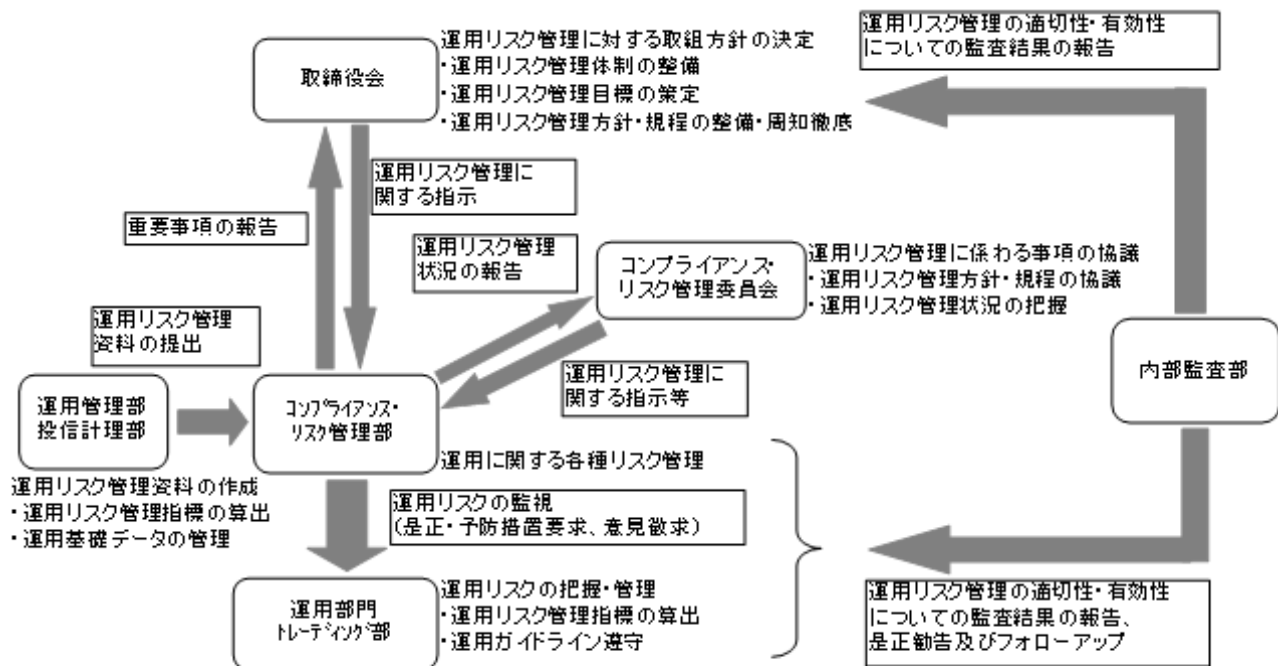 取締役会
運用リスク管理に対する取組方針の決定
・運用リスク管理体制の整備
・運用リスク管理目標の策定
・運用リスク管理方針・規程の整備・周知徹底
運用リスク管理の適切性・有効性
についての監査結果の報告
運用リスク管理に
関する指示
重要事項の報告
運用リスク管理
状況の報告
コンプライアンス・
リスク管理委員会
運用リスク管理に係わる事項の協議
・運用リスク管理方針・規程の協議
・運用リスク管理状況の把握
運用リスク管理
資料の提出
運用リスク管理に
関する指示等
内部監査部
運用管理部
投信計理部
コンプライアンス・
リスク管理部
運用に関する各種リスク管理
運用リスク管理資料の作成
・運用リスク管理指標の算出
・運用基礎データの管理
運用リスクの監視
(是正・予防措置要求、意見徴求)
運用部門
トレーディング部
運用リスクの把握・管理
・運用リスク管理指標の算出
・運用ガイドライン遵守
運用リスク管理の適切性・有効性
についての監査結果の報告、
是正勧告及びフォローアップ